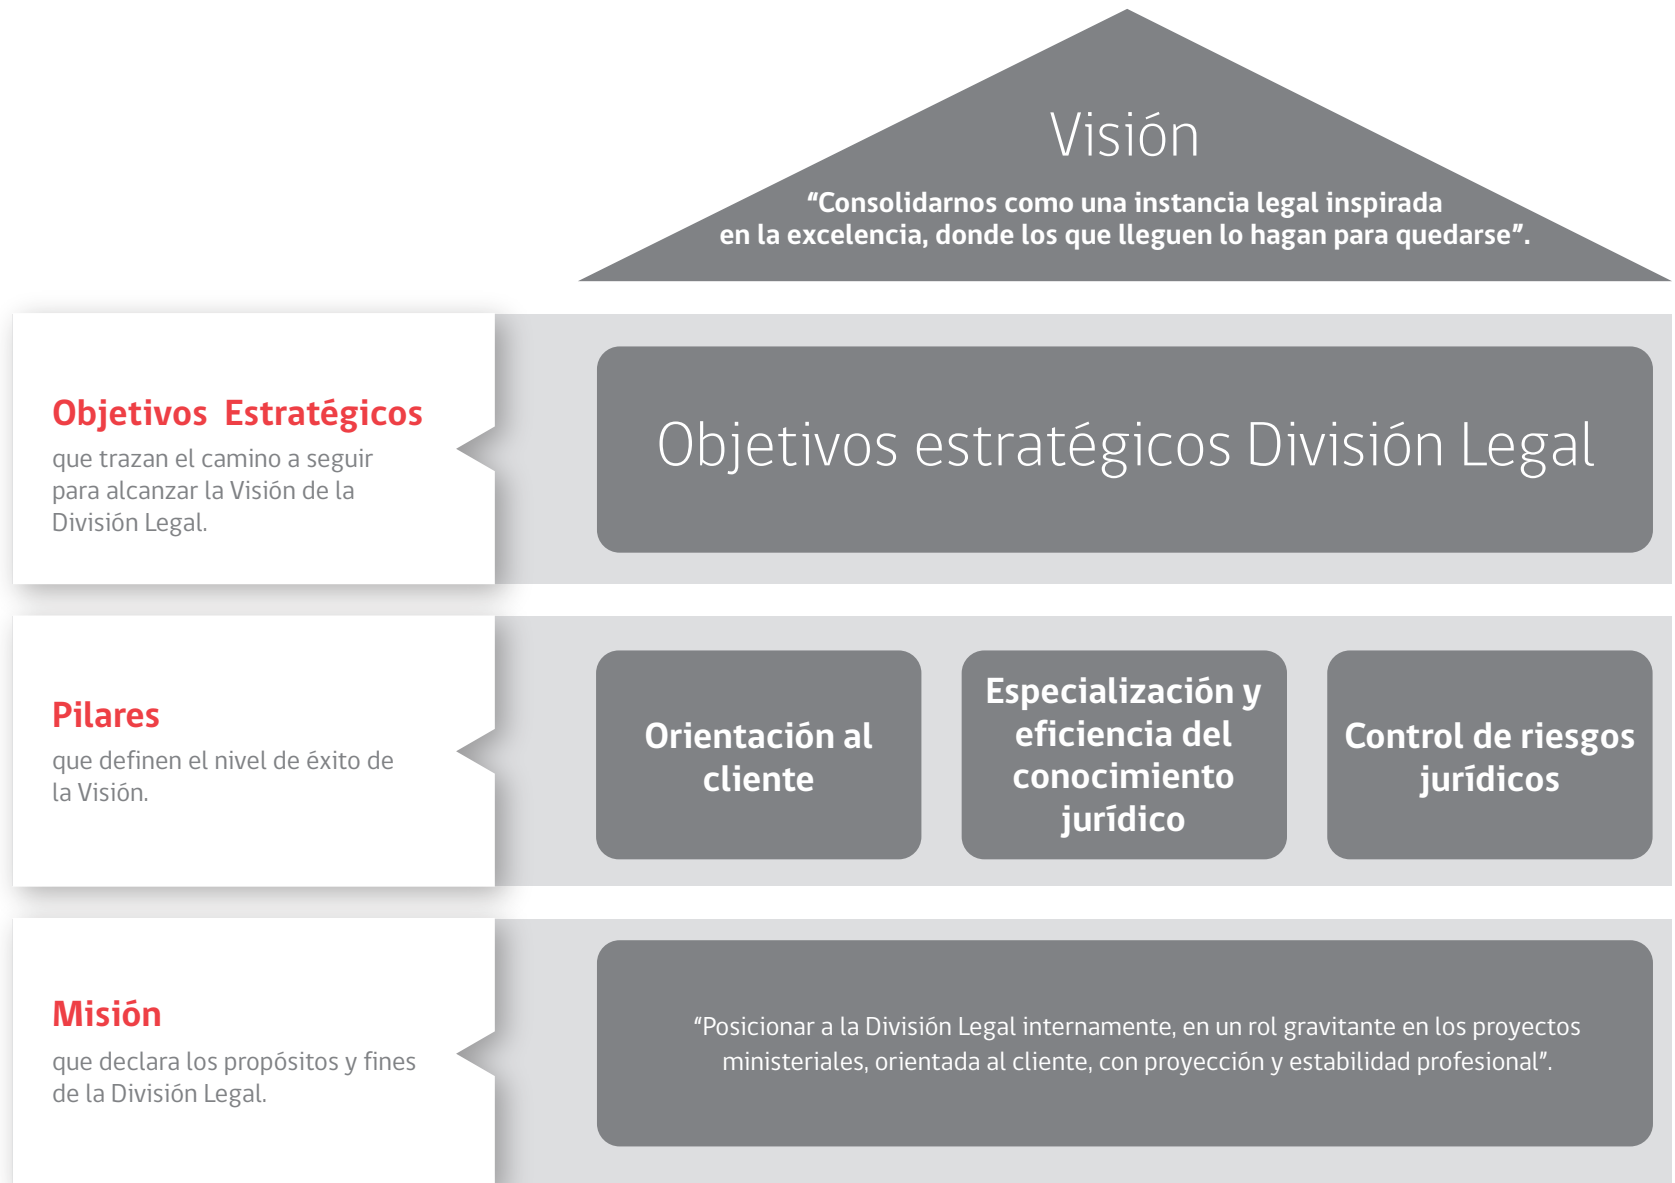 Visión
“Consolidarnos como una instancia legal inspirada
en la excelencia, donde los que lleguen lo hagan para quedarse”.
Objetivos Estratégicos
que trazan el camino a seguir
para alcanzar la Visión de la
División Legal.
Objetivos estratégicos División Legal
Pilares
que definen el nivel de éxito de
la Visión.
Orientación al
cliente
Especialización y
eficiencia del
conocimiento
jurídico
Control de riesgos
jurídicos
Misión
que declara los propósitos y fines
de la División Legal.
“Posicionar a la División Legal internamente, en un rol gravitante en los proyectos
ministeriales, orientada al cliente, con proyección y estabilidad profesional”.